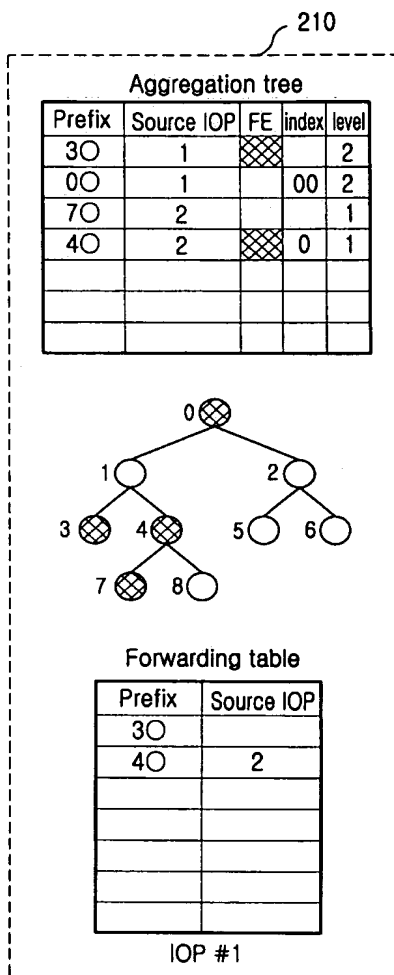 210
Aggregation tree
Prefix Source IOP FE index level
3○ 1 2
0○ 1 00 2
7○ 2 1
4○ 2 0 1
0
1 2
3 4 5 6
7 8
Forwarding table
Prefix Source IOP
3○
4○ 2
IOP #1